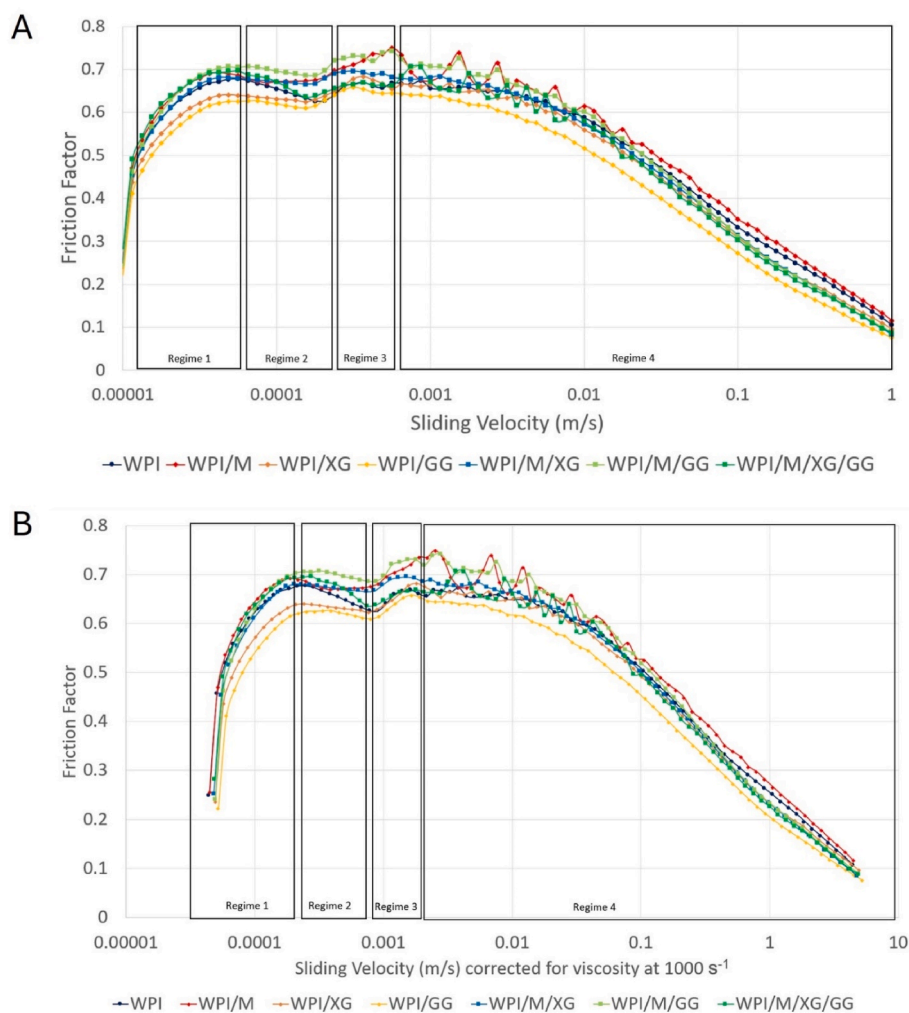 A
0.8
0.7
0.6
0.5
0.4
0.3
0.2
0.1
0
Friction Factor
Regime 1
Regime 2
Regime 3
Regime 4
0.00001
0.0001
0.001
0.01
0.1
1
Sliding Velocity (m/s)
WPI WPI/M WPI/XG WPI/GG WPI/M/XG WPI/M/GG WPI/M/XG/GG
B
0.8
0.7
0.6
0.5
0.4
0.3
0.2
0.1
0
Friction Factor
Regime 1
Regime 2
Regime 3
Regime 4
0.00001
0.0001
0.001
0.01
0.1
1
10
Sliding Velocity (m/s) corrected for viscosity at 1000 s⁻¹
WPI WPI/M WPI/XG WPI/GG WPI/M/XG WPI/M/GG WPI/M/XG/GG